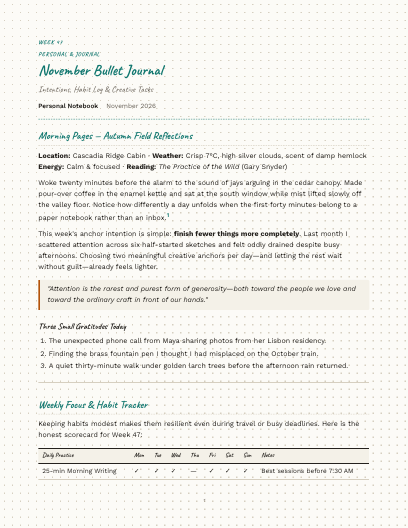 WEEK 47
PERSONAL & JOURNAL
November Bullet Journal
Intentions, Habit Log & Creative Tasks
Personal Notebook November 2026
Morning Pages — Autumn Field Reflections
Location: Cascadia Ridge Cabin · Weather: Crisp 7°C, high silver clouds, scent of damp hemlock
Energy: Calm & focused · Reading: The Practice of the Wild (Gary Snyder)
Woke twenty minutes before the alarm to the sound of jays arguing in the cedar canopy. Made
pour-over coffee in the enamel kettle and sat at the south window while mist lifted slowly off
the valley floor. Notice how differently a day unfolds when the first forty minutes belong to a
paper notebook rather than an inbox.1
This week's anchor intention is simple: finish fewer things more completely. Last month I
scattered attention across six half-started sketches and felt oddly drained despite busy
afternoons. Choosing two meaningful creative anchors per day—and letting the rest wait
without guilt—already feels lighter.
"Attention is the rarest and purest form of generosity—both toward the people we love and
toward the ordinary craft in front of our hands."
Three Small Gratitudes Today
1. The unexpected phone call from Maya sharing photos from her Lisbon residency.
2. Finding the brass fountain pen I thought I had misplaced on the October train.
3. A quiet thirty-minute walk under golden larch trees before the afternoon rain returned.
Weekly Focus & Habit Tracker
Keeping habits modest makes them resilient even during travel or busy deadlines. Here is the
honest scorecard for Week 47:
Daily Practice Mon Tue Wed Thu Fri Sat Sun Notes
25-min Morning Writing ✓ ✓ ✓ — ✓ ✓ ✓ Best sessions before 7:30 AM
1